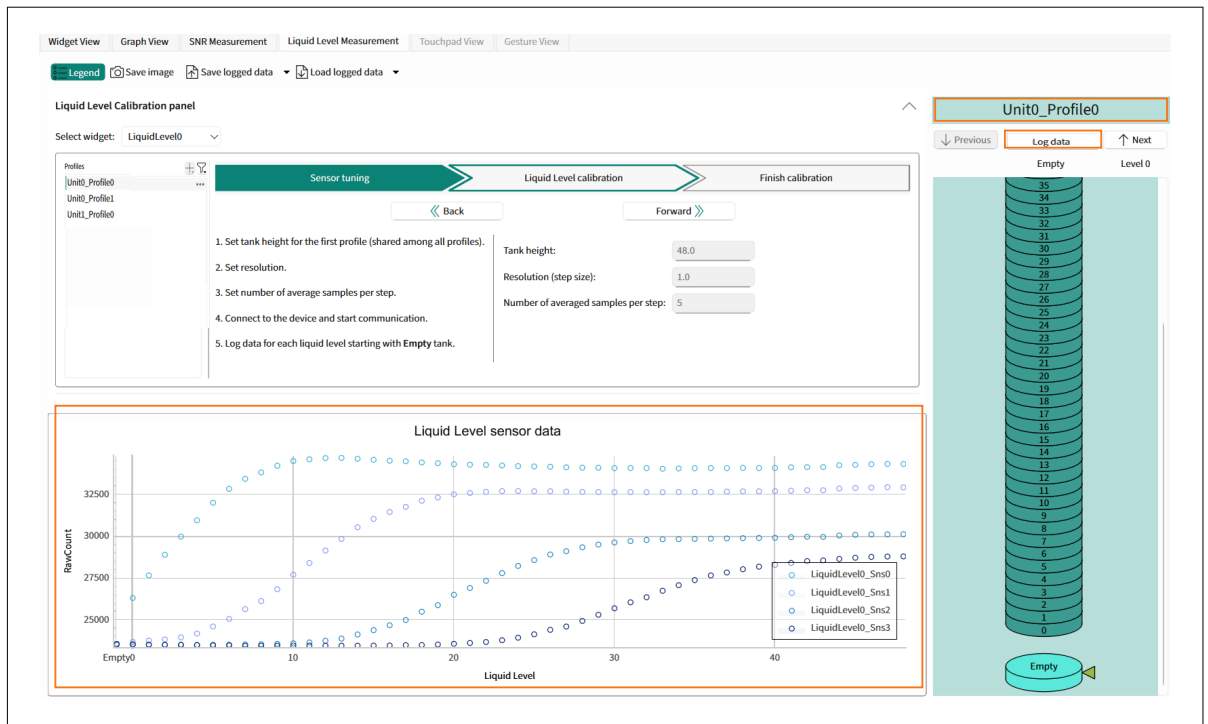 Widget View Graph View SNR Measurement Liquid Level Measurement Touchpad View Gesture View
Legend Save image Save logged data Load logged data
Liquid Level Calibration panel
Select widget: LiquidLevel0
Profiles
Unit0_Profile0 ...
Unit0_Profile1
Unit1_Profile0
Sensor tuning Liquid Level calibration Finish calibration
Back Forward
1. Set tank height for the first profile (shared among all profiles).
2. Set resolution.
3. Set number of average samples per step.
4. Connect to the device and start communication.
5. Log data for each liquid level starting with Empty tank.
Tank height: 48.0
Resolution (step size): 1.0
Number of averaged samples per step: 5
Liquid Level sensor data
RawCount
32500
30000
27500
25000
Empty 0 10 20 30 40
Liquid Level
LiquidLevel0_Sns0
LiquidLevel0_Sns1
LiquidLevel0_Sns2
LiquidLevel0_Sns3
Unit0_Profile0
Previous Log data Next
Empty Level 0
35
34
33
32
31
30
29
28
27
26
25
24
23
22
21
20
19
18
17
16
15
14
13
12
11
10
9
8
7
6
5
4
3
2
1
0
Empty